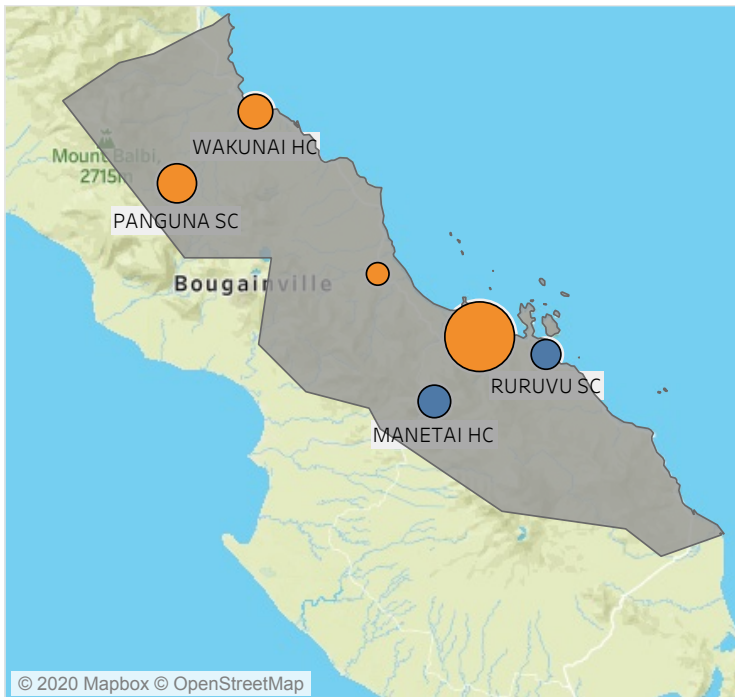 WAKUNAI HC
Mount Balbi,
2715m
PANGUNA SC
Bougainville
RURUVU SC
MANETAI HC
© 2020 Mapbox © OpenStreetMap